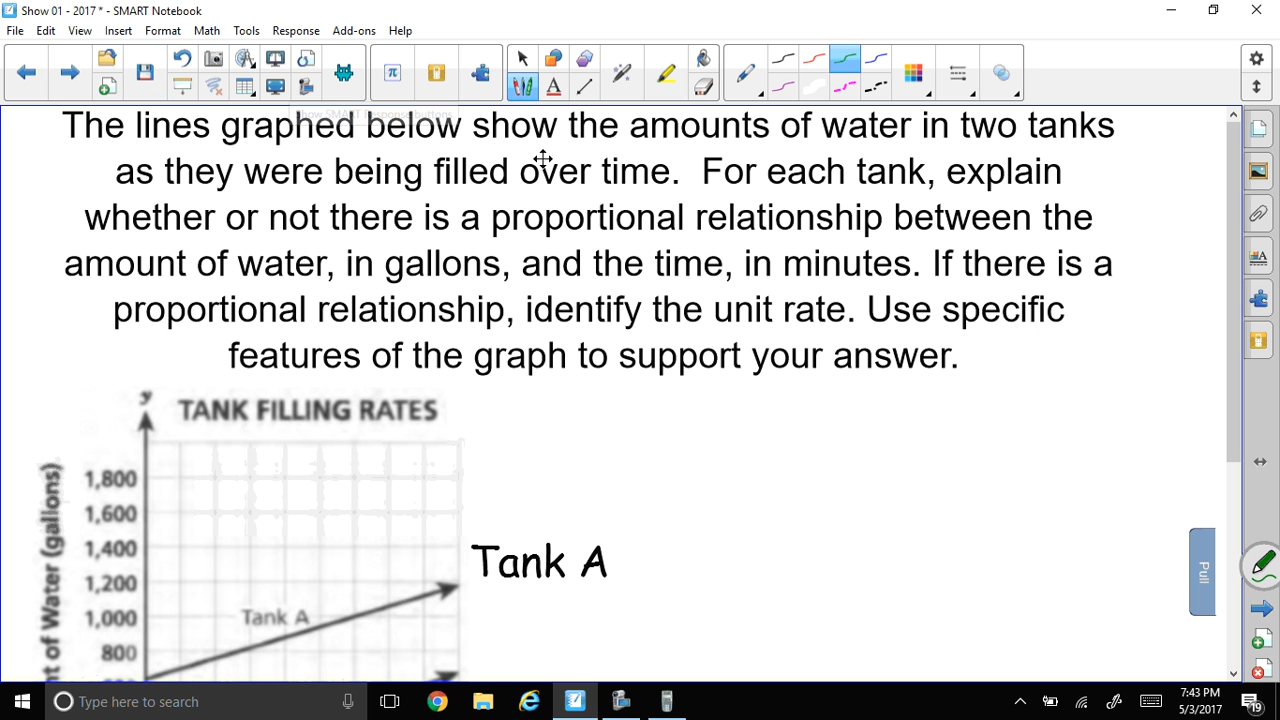 Show 01 - 2017 * - SMART Notebook
File Edit View Insert Format Math Tools Response Add-ons Help
The lines graphed below show the amounts of water in two tanks
as they were being filled over time. For each tank, explain
whether or not there is a proportional relationship between the
amount of water, in gallons, and the time, in minutes. If there is a
proportional relationship, identify the unit rate. Use specific
features of the graph to support your answer.
y
TANK FILLING RATES
1,800
1,600
1,400
1,200
1,000
800
of Water (gallons)
Tank A
Tank A
Pull
Type here to search
7:43 PM
5/3/2017
19